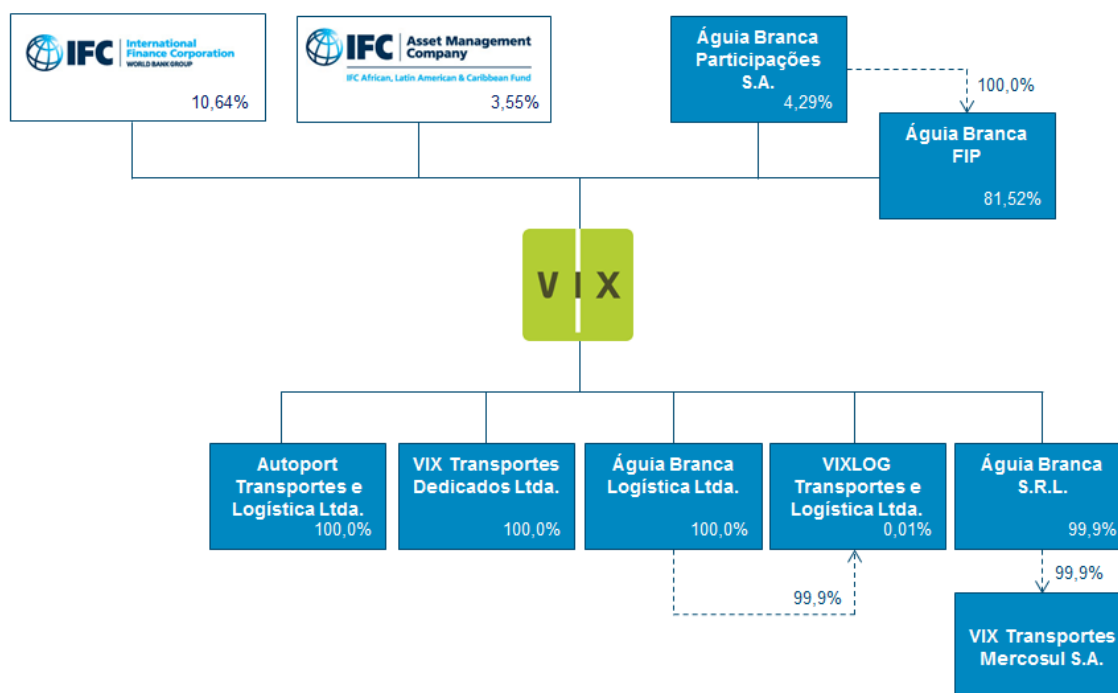 IFC
International
Finance Corporation
WORLD BANK GROUP
10,64%
IFC
Asset Management
Company
IFC African, Latin American & Caribbean Fund
3,55%
Águia Branca
Participações
S.A.
4,29%
100,0%
Águia Branca
FIP
81,52%
VIX
Autoport
Transportes e
Logística Ltda.
100,0%
VIX Transportes
Dedicados Ltda.
100,0%
Águia Branca
Logística Ltda.
100,0%
VIXLOG
Transportes e
Logística Ltda.
0,01%
Águia Branca
S.R.L.
99,9%
99,9%
99,9%
VIX Transportes
Mercosul S.A.